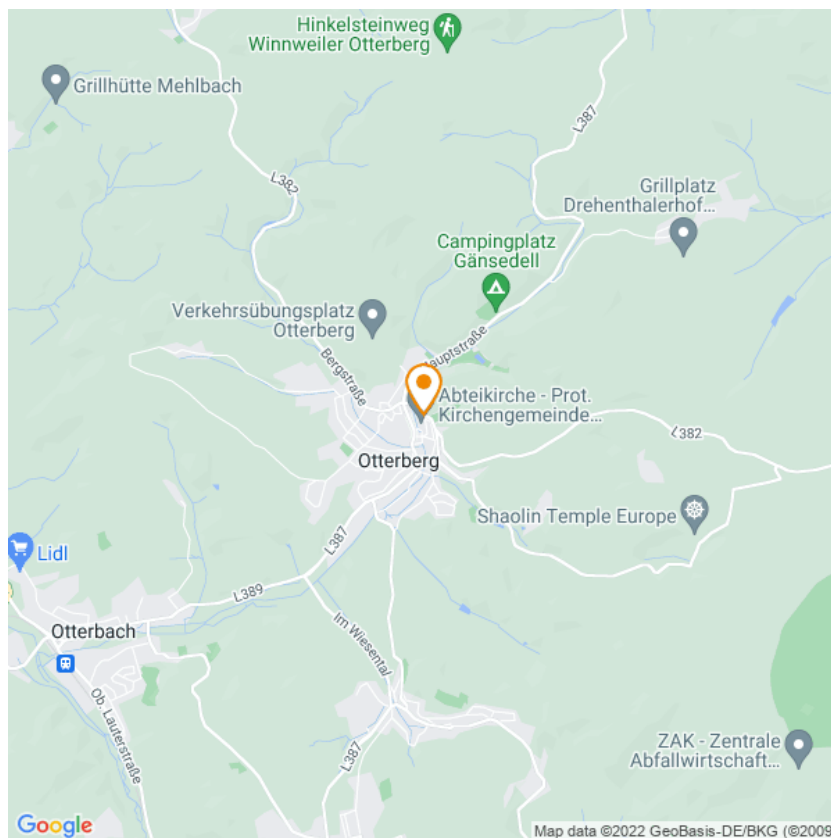 Hinkelsteinweg
Winnweiler Otterberg
Grillhütte Mehlbach
L387
L382
Grillplatz
Drehenthalerhof...
Campingplatz
Gänsedell
Verkehrsübungsplatz
Otterberg
Hauptstraße
Bergstraße
Abteikirche - Prot.
Kirchengemeinde...
L382
Otterberg
Shaolin Temple Europe
L387
Lidl
L389
Im Wiesental
Otterbach
Ob. Lauterstraße
L387
ZAK - Zentrale
Abfallwirtschaft...
Google
Map data ©2022 GeoBasis-DE/BKG (©2009